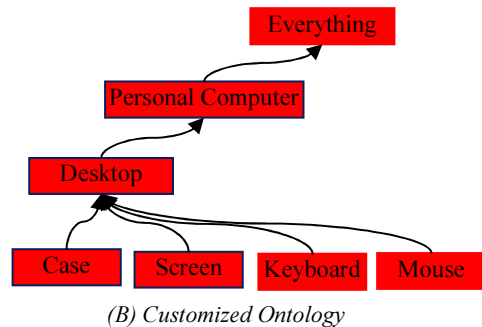 Everything
Personal Computer
Desktop
Case
Screen
Keyboard
Mouse
(B) Customized Ontology